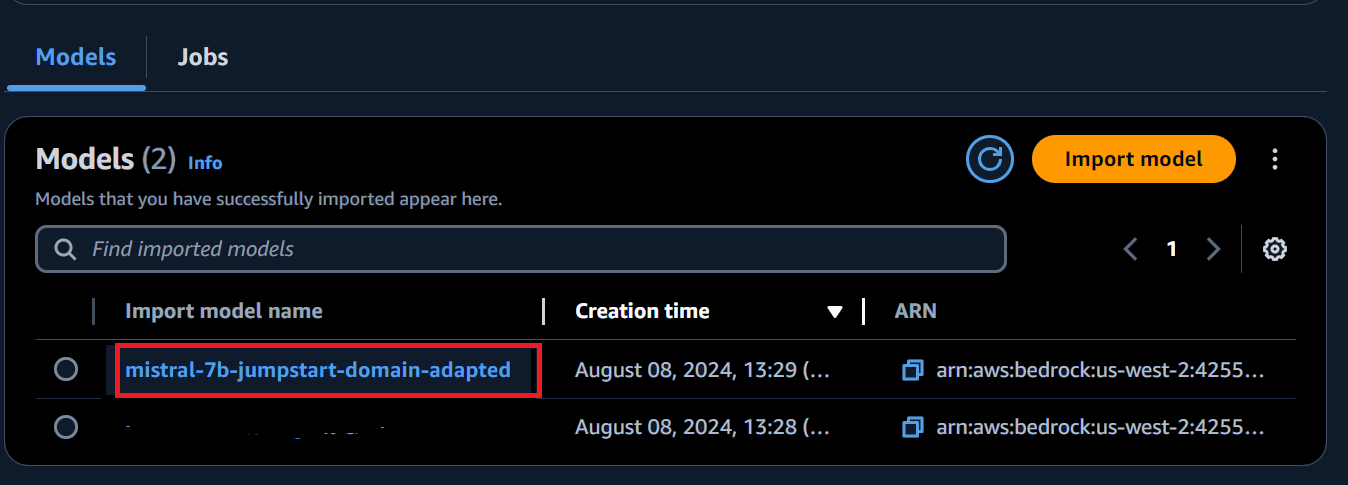 Models Jobs
Models (2) Info
Import model
Models that you have successfully imported appear here.
Find imported models
1
Import model name Creation time ARN
mistral-7b-jumpstart-domain-adapted August 08, 2024, 13:29 (... arn:aws:bedrock:us-west-2:4255...
August 08, 2024, 13:28 (... arn:aws:bedrock:us-west-2:4255...